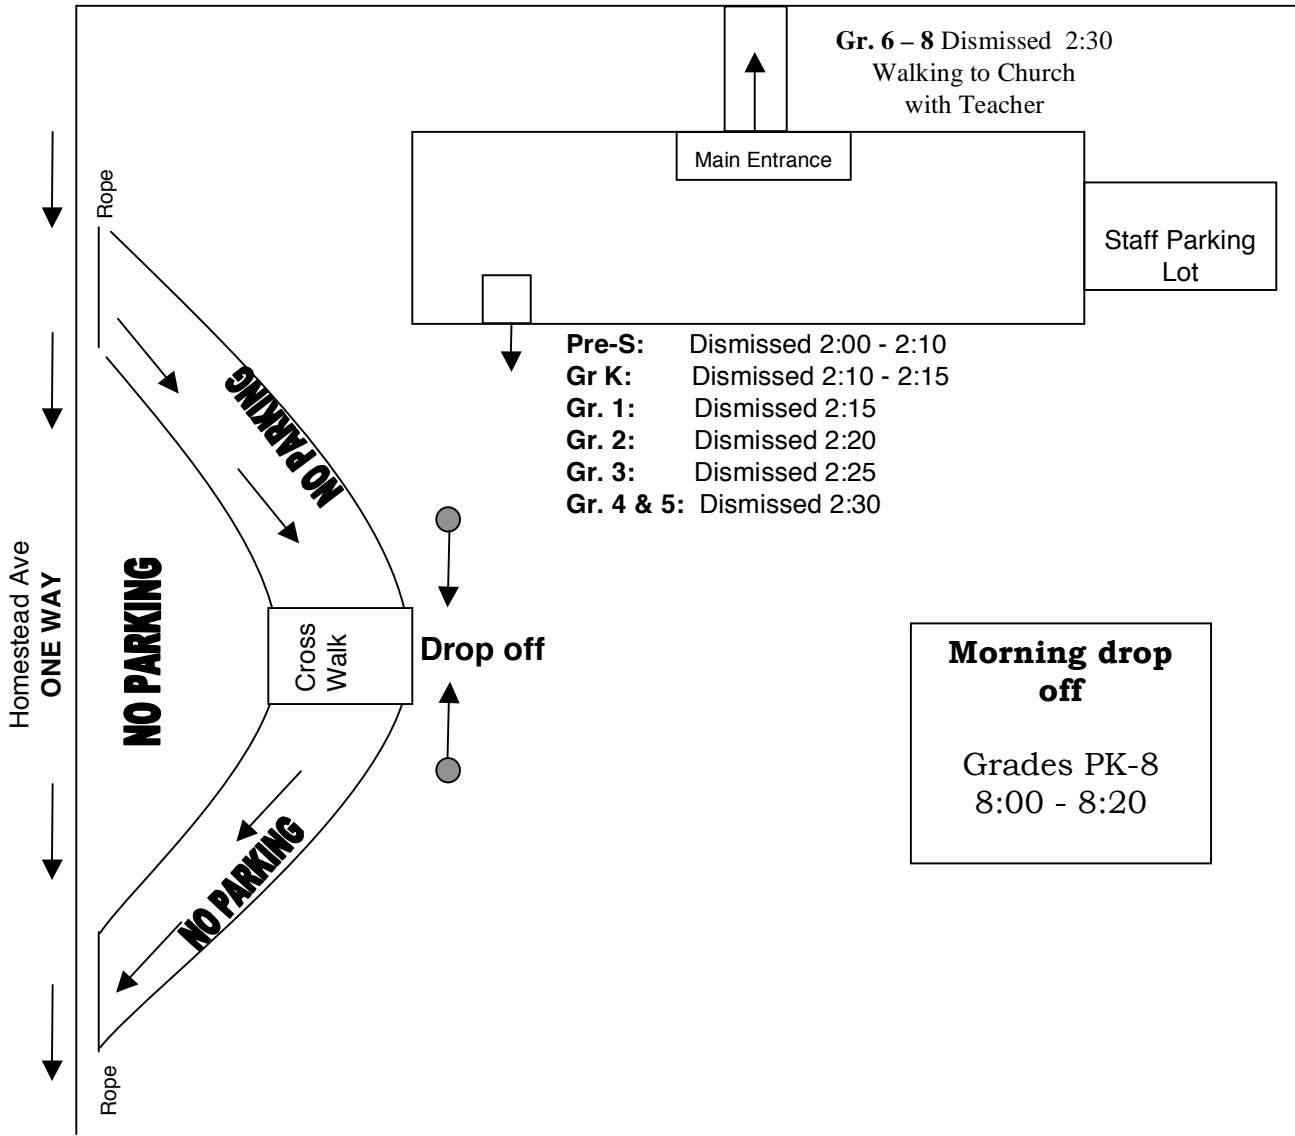 Gr. 6 – 8 Dismissed 2:30
Walking to Church
with Teacher
Main Entrance
Staff Parking
Lot
Rope
Pre-S: Dismissed 2:00 - 2:10
Gr K: Dismissed 2:10 - 2:15
Gr. 1: Dismissed 2:15
Gr. 2: Dismissed 2:20
Gr. 3: Dismissed 2:25
Gr. 4 & 5: Dismissed 2:30
NO PARKING
Homestead Ave
ONE WAY
NO PARKING
Cross
Walk
Drop off
Morning drop
off
Grades PK-8
8:00 - 8:20
NO PARKING
Rope